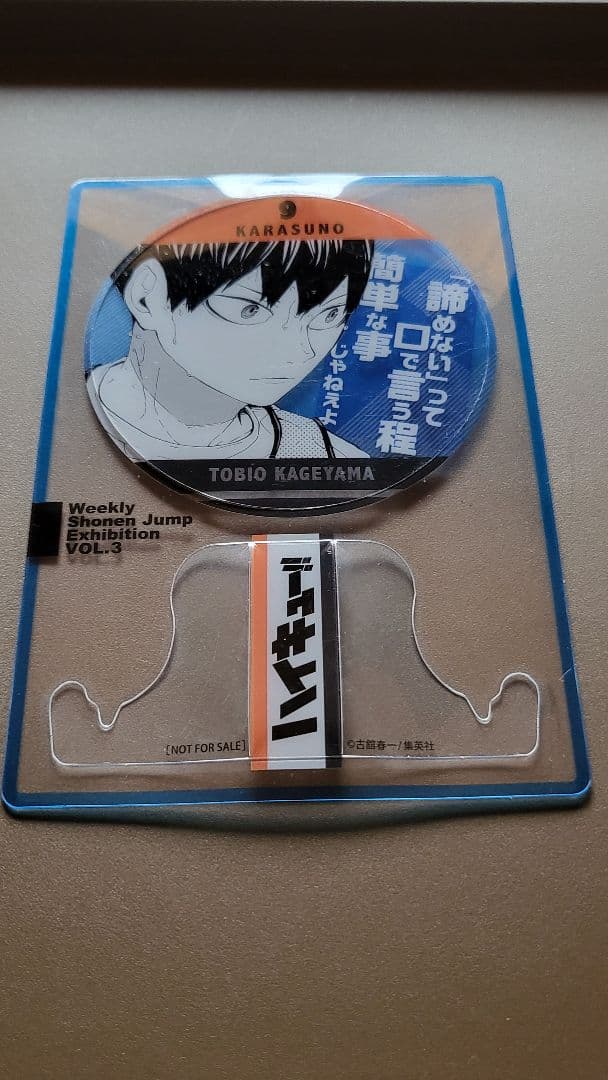 9
KARASUNO
「諦めない」って
口で言う程
簡単な事
じゃねえよ
TOBIO KAGEYAMA
Weekly
Shonen Jump
Exhibition
VOL.3
ハイキュー!!
[NOT FOR SALE]
©古舘春一/集英社